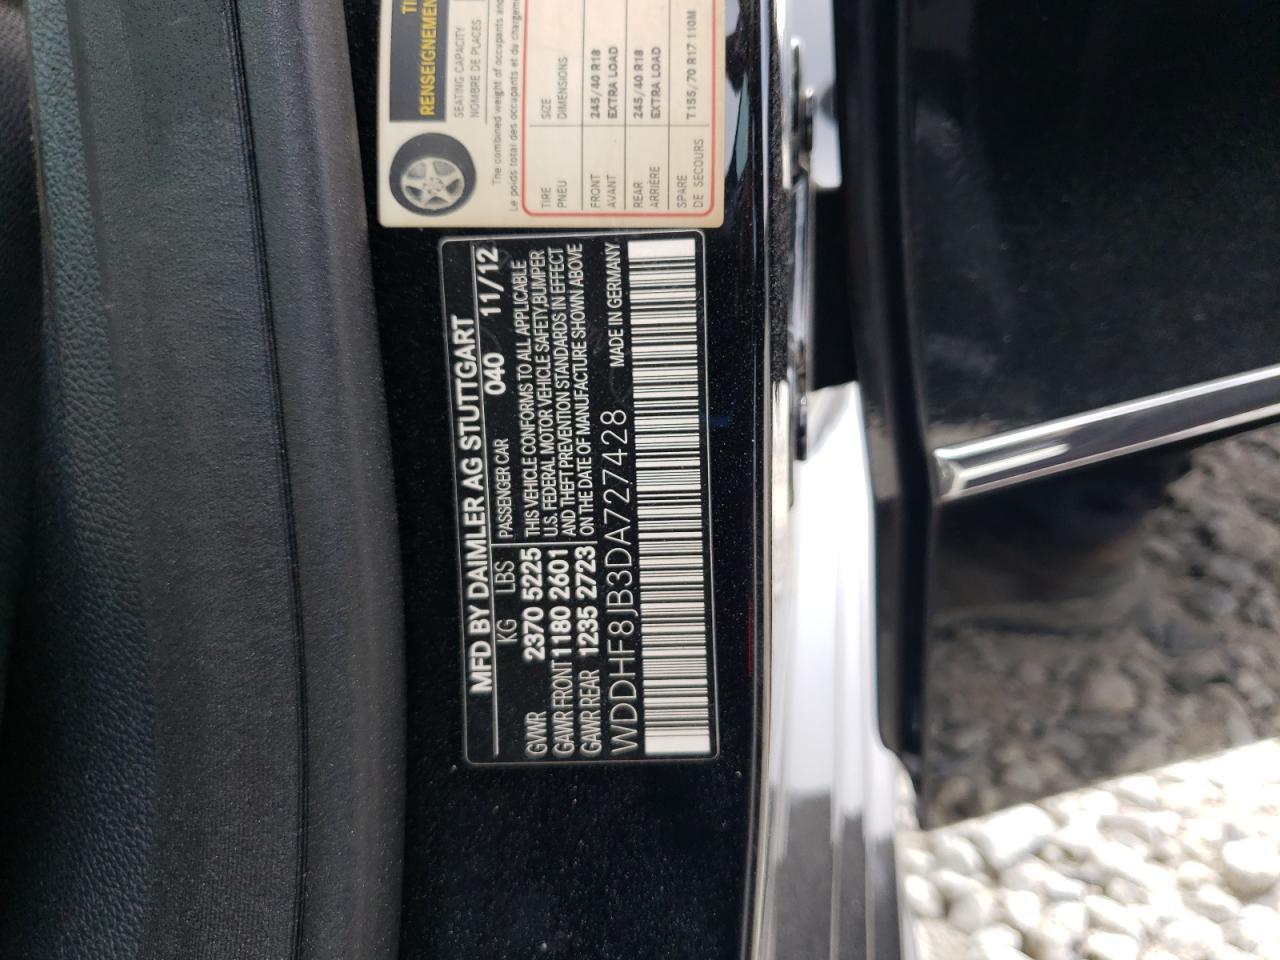 RENSEIGNEMEN
SEATING CAPACITY
NOMBRE DE PLACES
The combined weight of occupants and
Le poids total des occupants et du chargem
TIRE SIZE
PNEU DIMENSIONS
FRONT 245/40 R18
AVANT EXTRA LOAD
REAR 245/40 R18
ARRIÈRE EXTRA LOAD
SPARE T155/70 R17 110M
DE SECOURS
MFD BY DAIMLER AG STUTTGART
040 11/12
KG LBS PASSENGER CAR
GWWR 2370 5225 THIS VEHICLE CONFORMS TO ALL APPLICABLE
U.S. FEDERAL MOTOR VEHICLE SAFETY, BUMPER
GAWR FRONT 1180 2601 AND THEFT PREVENTION STANDARDS IN EFFECT
GAWR REAR 1235 2723 ON THE DATE OF MANUFACTURE SHOWN ABOVE
WDDHF8JB3DA727428 MADE IN GERMANY